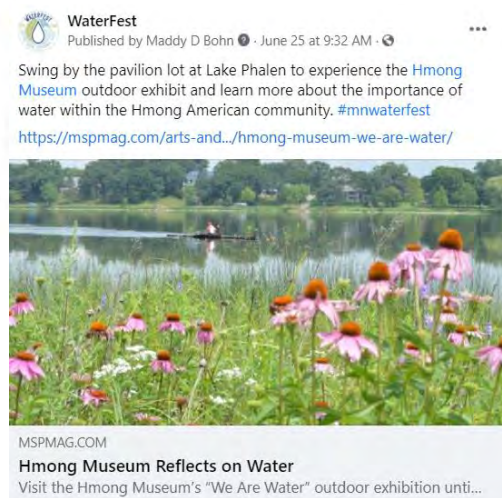 WaterFest
Published by Maddy D Bohn · June 25 at 9:32 AM ·
Swing by the pavilion lot at Lake Phalen to experience the Hmong
Museum outdoor exhibit and learn more about the importance of
water within the Hmong American community. #mnwaterfest
https://mspmag.com/arts-and.../hmong-museum-we-are-water/
MSPMAG.COM
Hmong Museum Reflects on Water
Visit the Hmong Museum's "We Are Water" outdoor exhibition unti...